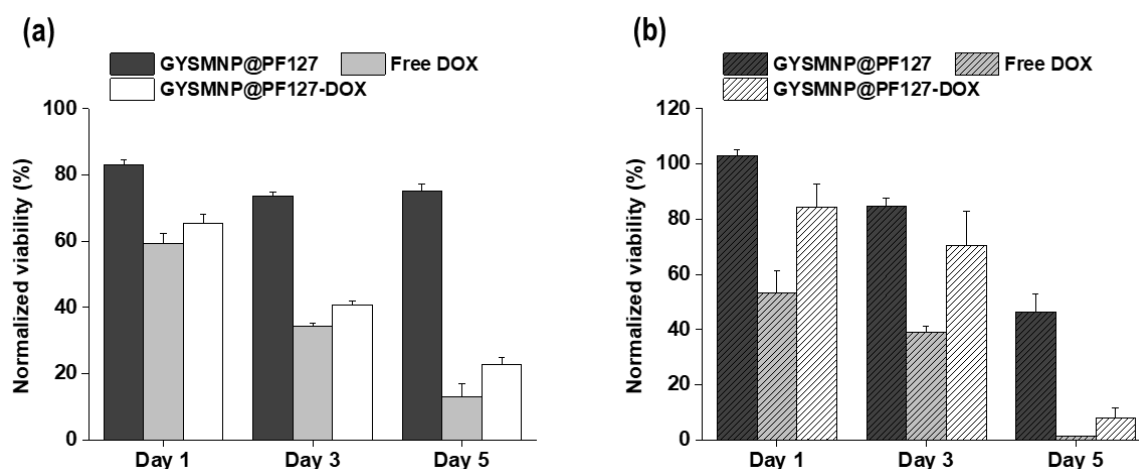 (a)
GYSMNP@PF127
Free DOX
GYSMNP@PF127-DOX
Normalized viability (%)
100
80
60
40
20
0
Day 1
Day 3
Day 5
(b)
GYSMNP@PF127
Free DOX
GYSMNP@PF127-DOX
Normalized viability (%)
120
100
80
60
40
20
0
Day 1
Day 3
Day 5